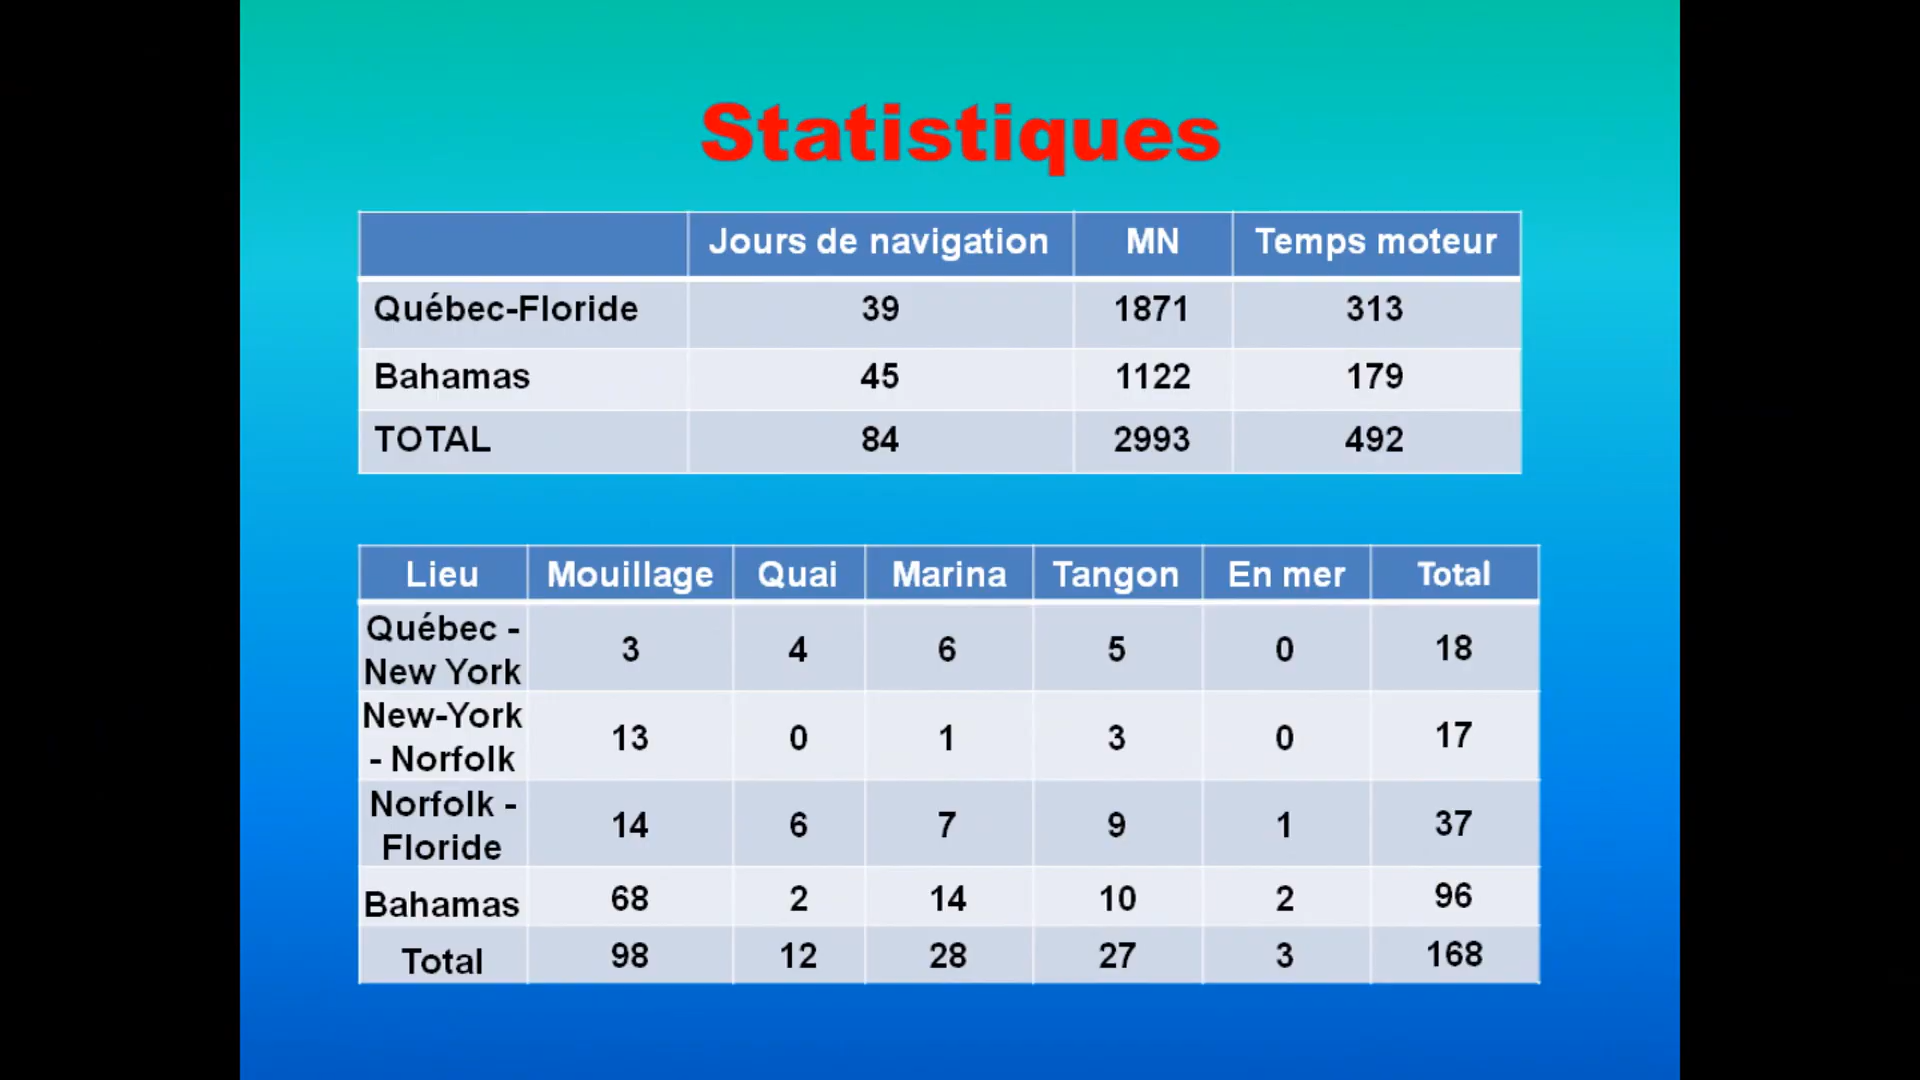 Statistiques
Jours de navigation MN Temps moteur
Québec-Floride 39 1871 313
Bahamas 45 1122 179
TOTAL 84 2993 492
Lieu Mouillage Quai Marina Tangon En mer Total
Québec -
New York 3 4 6 5 0 18
New-York
- Norfolk 13 0 1 3 0 17
Norfolk -
Floride 14 6 7 9 1 37
Bahamas 68 2 14 10 2 96
Total 98 12 28 27 3 168